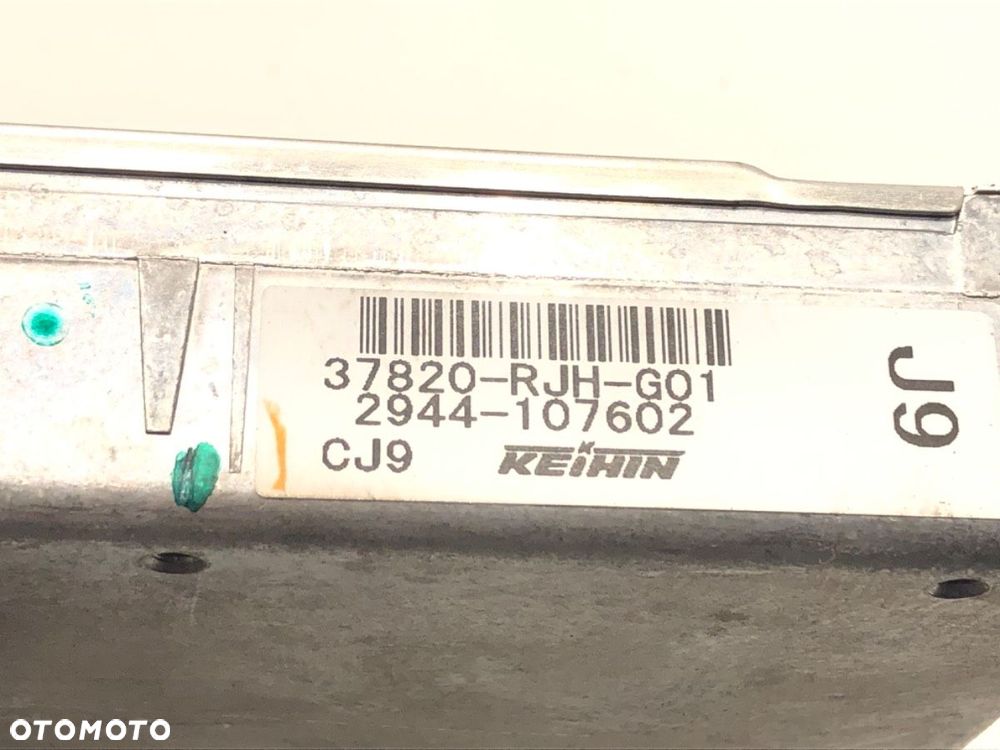 37820-RJH-G01
2944-107602
CJ9
KEIHIN
J9
OTOMOTO